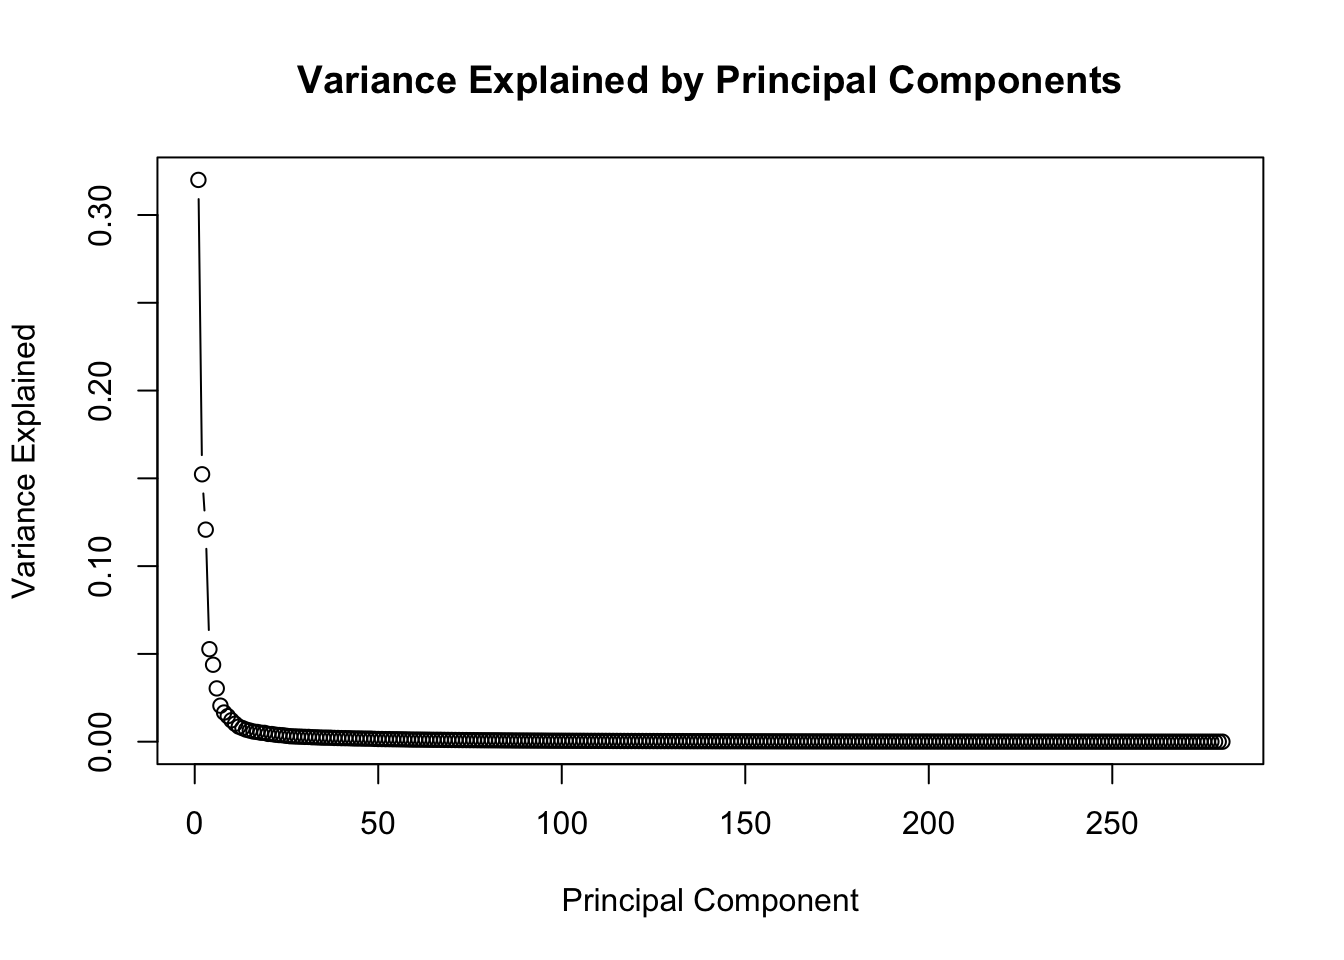 Variance Explained by Principal Components
Variance Explained
0.30
0.20
0.10
0.00
0 50 100 150 200 250
Principal Component